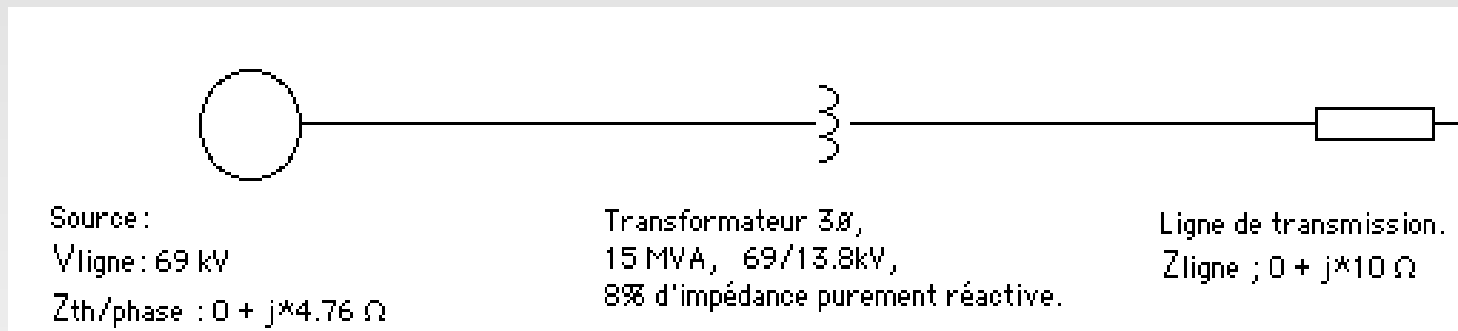 Source :
Vligne : 69 kV
Zth/phase : 0 + j*4.76 Ω
Transformateur 3ø,
15 MVA, 69/13.8kV,
8% d'impédance purement réactive.
Ligne de transmission.
Zligne ; 0 + j*10 Ω